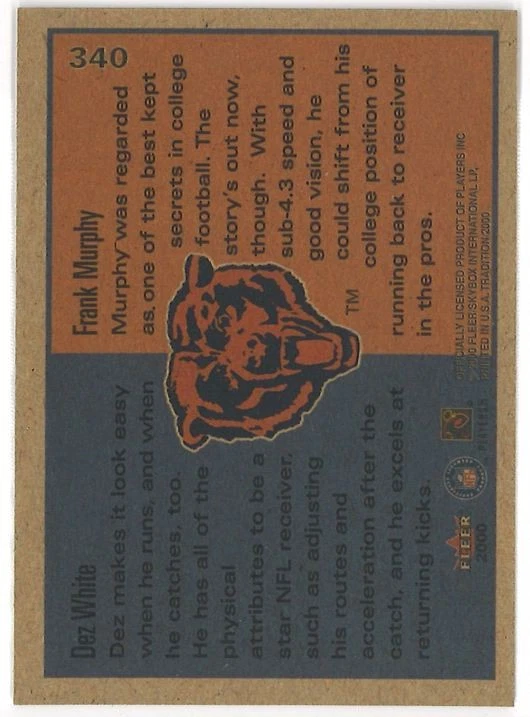 340
Dez White
Dez makes it look easy
when he runs, and when
he catches, too.
He has all of the
physical
attributes to be a
star NFL receiver,
such as adjusting
his routes and
acceleration after the
catch, and he excels at
returning kicks.
Frank Murphy
Murphy was regarded
as one of the best kept
secrets in college
football. The
story's out now,
though. With
sub-4.3 speed and
good vision, he
could shift from his
college position of
running back to receiver
in the pros.
TM
FLEER
2000
NFL
PLAYERS
OFFICIALLY LICENSED PRODUCT OF PLAYERS INC
© 2000 FLEER/SKYBOX INTERNATIONAL LP.
PRINTED IN U.S.A. TRADITION 2000